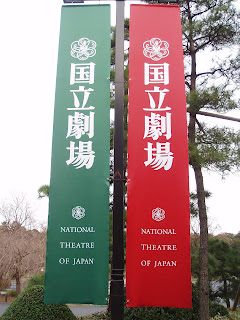 国立劇場
NATIONAL
THEATRE
OF JAPAN
国立劇場
NATIONAL
THEATRE
OF JAPAN